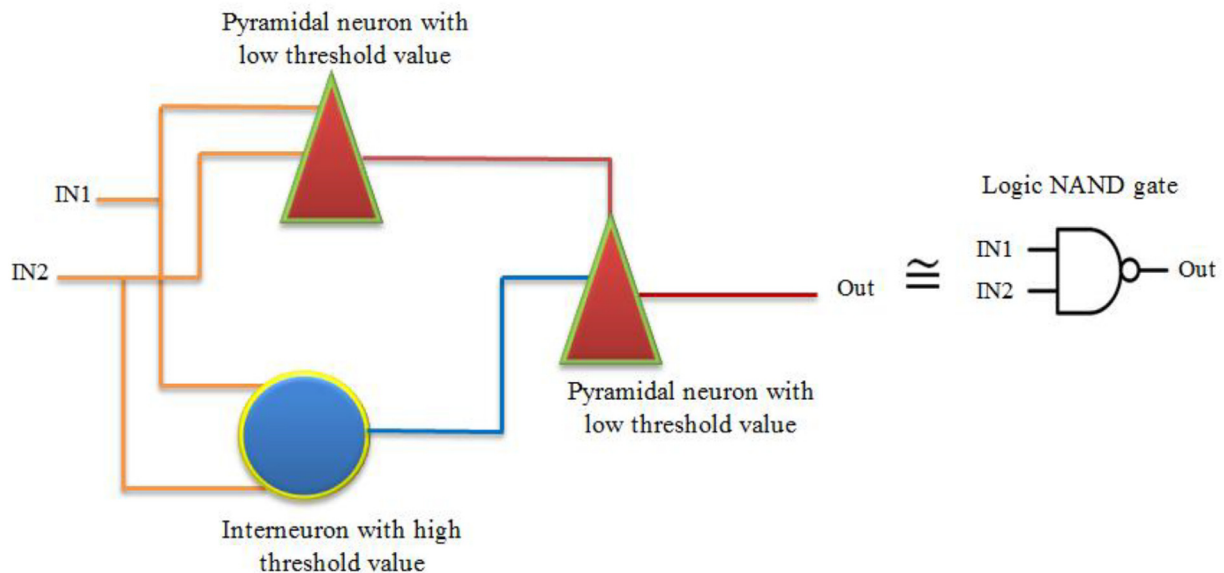 Pyramidal neuron with
low threshold value
IN1
IN2
Interneuron with high
threshold value
Pyramidal neuron with
low threshold value
Out
≅
Logic NAND gate
IN1
IN2
Out